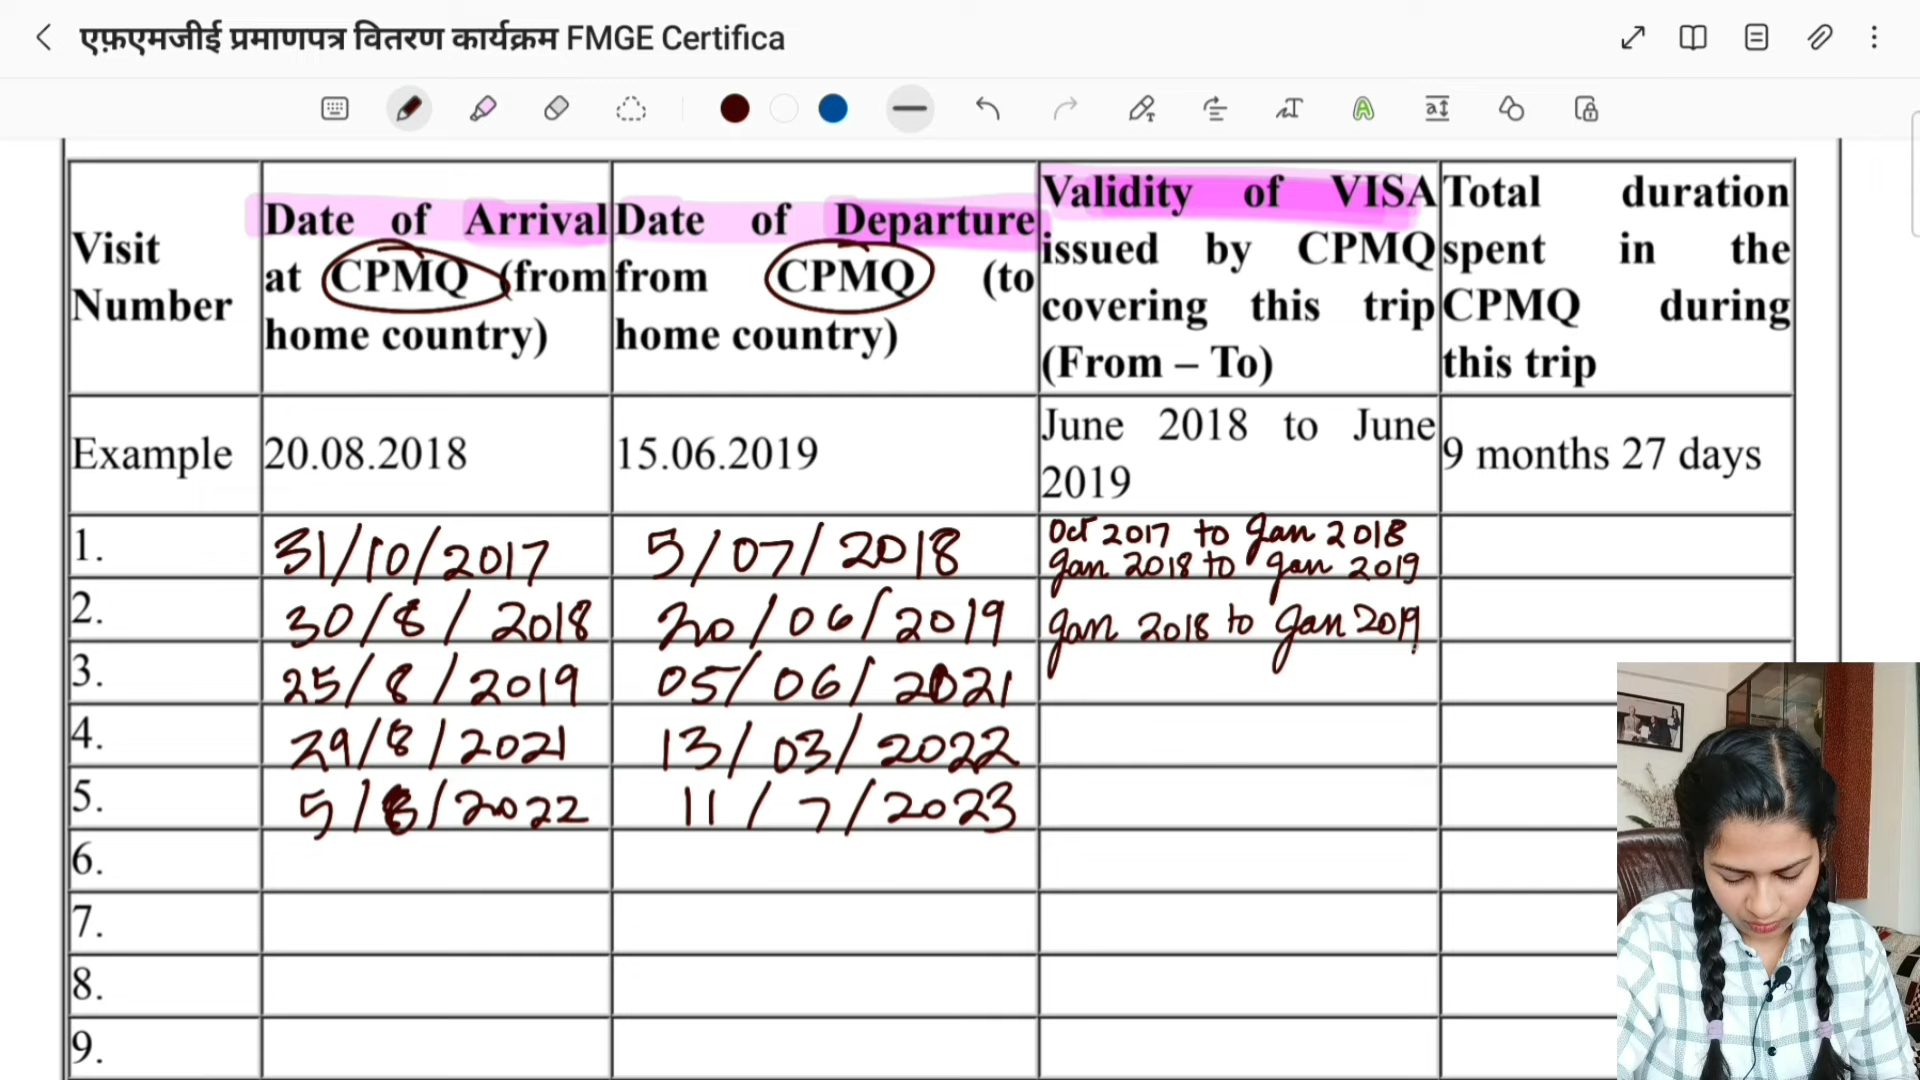 एफ़एमजीई प्रमाणपत्र वितरण कार्यक्रम FMGE Certifica
Visit Number
Date of Arrival at CPMQ (from home country)
Date of Departure from CPMQ (to home country)
Validity of VISA issued by CPMQ covering this trip (From – To)
Total duration spent in the CPMQ during this trip
Example 20.08.2018 15.06.2019 June 2018 to June 2019 9 months 27 days
1. 31/10/2017 5/07/2018 Oct 2017 to Jan 2018
Jan 2018 to Jan 2019
2. 30/8/2018 20/06/2019 Jan 2018 to Jan 2019
3. 25/8/2019 05/06/2021
4. 29/8/2021 13/03/2022
5. 5/8/2022 11/7/2023
6.
7.
8.
9.